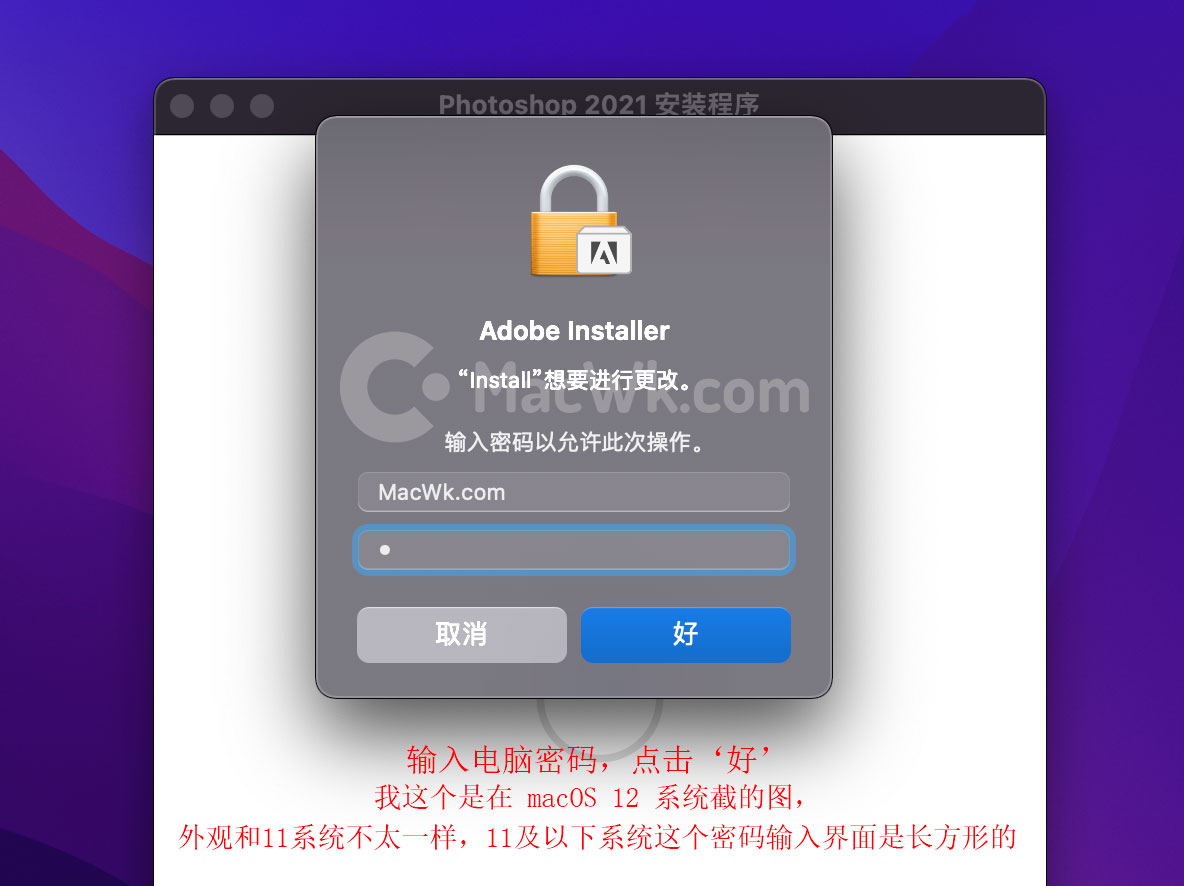 Photoshop 2021 安装程序
Adobe Installer
“Install”想要进行更改。
MacWk.com
输入密码以允许此次操作。
MacWk.com
取消
好
输入电脑密码，点击‘好’
我这个是在 macOS 12 系统截的图，
外观和11系统不太一样，11及以下系统这个密码输入界面是长方形的